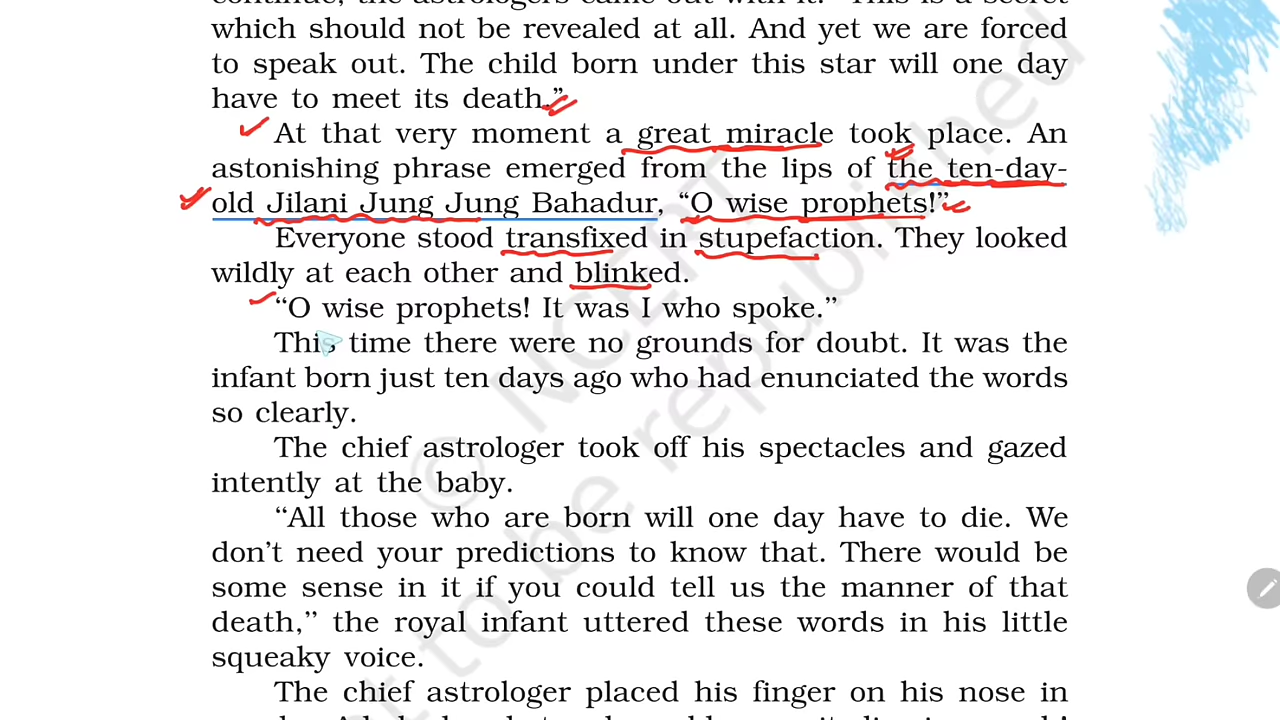 which should not be revealed at all. And yet we are forced
to speak out. The child born under this star will one day
have to meet its death.”
At that very moment a great miracle took place. An
astonishing phrase emerged from the lips of the ten-day-
old Jilani Jung Jung Bahadur, “O wise prophets!”
Everyone stood transfixed in stupefaction. They looked
wildly at each other and blinked.
“O wise prophets! It was I who spoke.”
This time there were no grounds for doubt. It was the
infant born just ten days ago who had enunciated the words
so clearly.
The chief astrologer took off his spectacles and gazed
intently at the baby.
“All those who are born will one day have to die. We
don’t need your predictions to know that. There would be
some sense in it if you could tell us the manner of that
death,” the royal infant uttered these words in his little
squeaky voice.
The chief astrologer placed his finger on his nose in
© NCERT
not to be republished